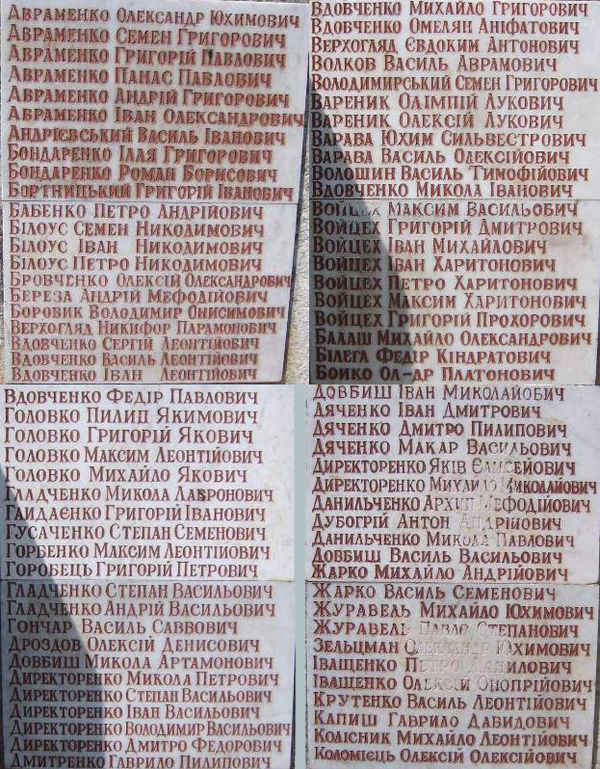 Авраменко Олександр Юхимович
Авраменко Семен Григорович
Авраменко Григорій Павлович
Авраменко Панас Павлович
Авраменко Андрій Григорович
Авраменко Іван Олександрович
Андрієвський Василь Іванович
Бондаренко Ілля Григорович
Бондаренко Роман Борисович
Бортницький Григорій Іванович
Бабенко Петро Андрійович
Білоус Семен Никодимович
Білоус Іван Никодимович
Білоус Петро Никодимович
Бровченко Олексій Олександрович
Береза Андрій Мефодійович
Боровик Володимир Онисимович
Верхогляд Никифор Парамонович
Вдовченко Сергій Леонтійович
Вдовченко Василь Леонтійович
Вдовченко Іван Леонтійович
Вдовченко Федір Павлович
Головко Пилип Якимович
Головко Григорій Якович
Головко Максим Леонтійович
Головко Михайло Якович
Гладченко Микола Лавронович
Гаидаєнко Григорій Іванович
Гусаченко Степан Семенович
Горбенко Максим Леонтійович
Горобець Григорій Петрович
Гладченко Степан Васильович
Гладченко Андрій Васильович
Гончар Василь Саввович
Дроздов Олексій Денисович
Довбиш Микола Артамонович
Директоренко Микола Петрович
Директоренко Степан Васильович
Директоренко Іван Васильович
Директоренко Володимир Васильович
Директоренко Дмитро Федорович
Дмитренко Гаврило Пилипович
Вдовченко Михайло Григорович
Вдовченко Омелян Аніфатович
Верхогляд Євдоким Антонович
Волков Василь Аврамович
Володимирський Семен Григорович
Вареник Олімпій Лукович
Вареник Олексій Лукович
Варава Юхим Сильвестрович
Варава Василь Олексійович
Волошин Василь Тимофійович
Вдовченко Микола Іванович
Войцех Максим Васильович
Войцех Григорій Дмитрович
Войцех Іван Михайлович
Войцех Іван Харитонович
Войцех Петро Харитонович
Войцех Максим Харитонович
Войцех Григорій Прохорович
Балаш Михайло Олександрович
Білега Федір Кіндратович
Бойко Ол-др Платонович
Довбиш Іван Миколайович
Дяченко Іван Дмитрович
Дяченко Дмитро Пилипович
Дяченко Макар Васильович
Директоренко Яків Єлисейович
Директоренко Михайло Миколайович
Данильченко Архип Мефодійович
Дубогрій Антон Андрійович
Данильченко Микола Павлович
Довбиш Василь Васильович
Жарко Михайло Андрійович
Жарко Василь Семенович
Журавель Михайло Юхимович
Журавель Павло Степанович
Зельцман Олександр Юхимович
Іващенко Петро Данилович
Іващенко Олексій Онопрійович
Крутенко Василь Леонтійович
Капиш Гаврило Давидович
Колісник Михайло Леонтійович
Коломієць Олексій Олексійович